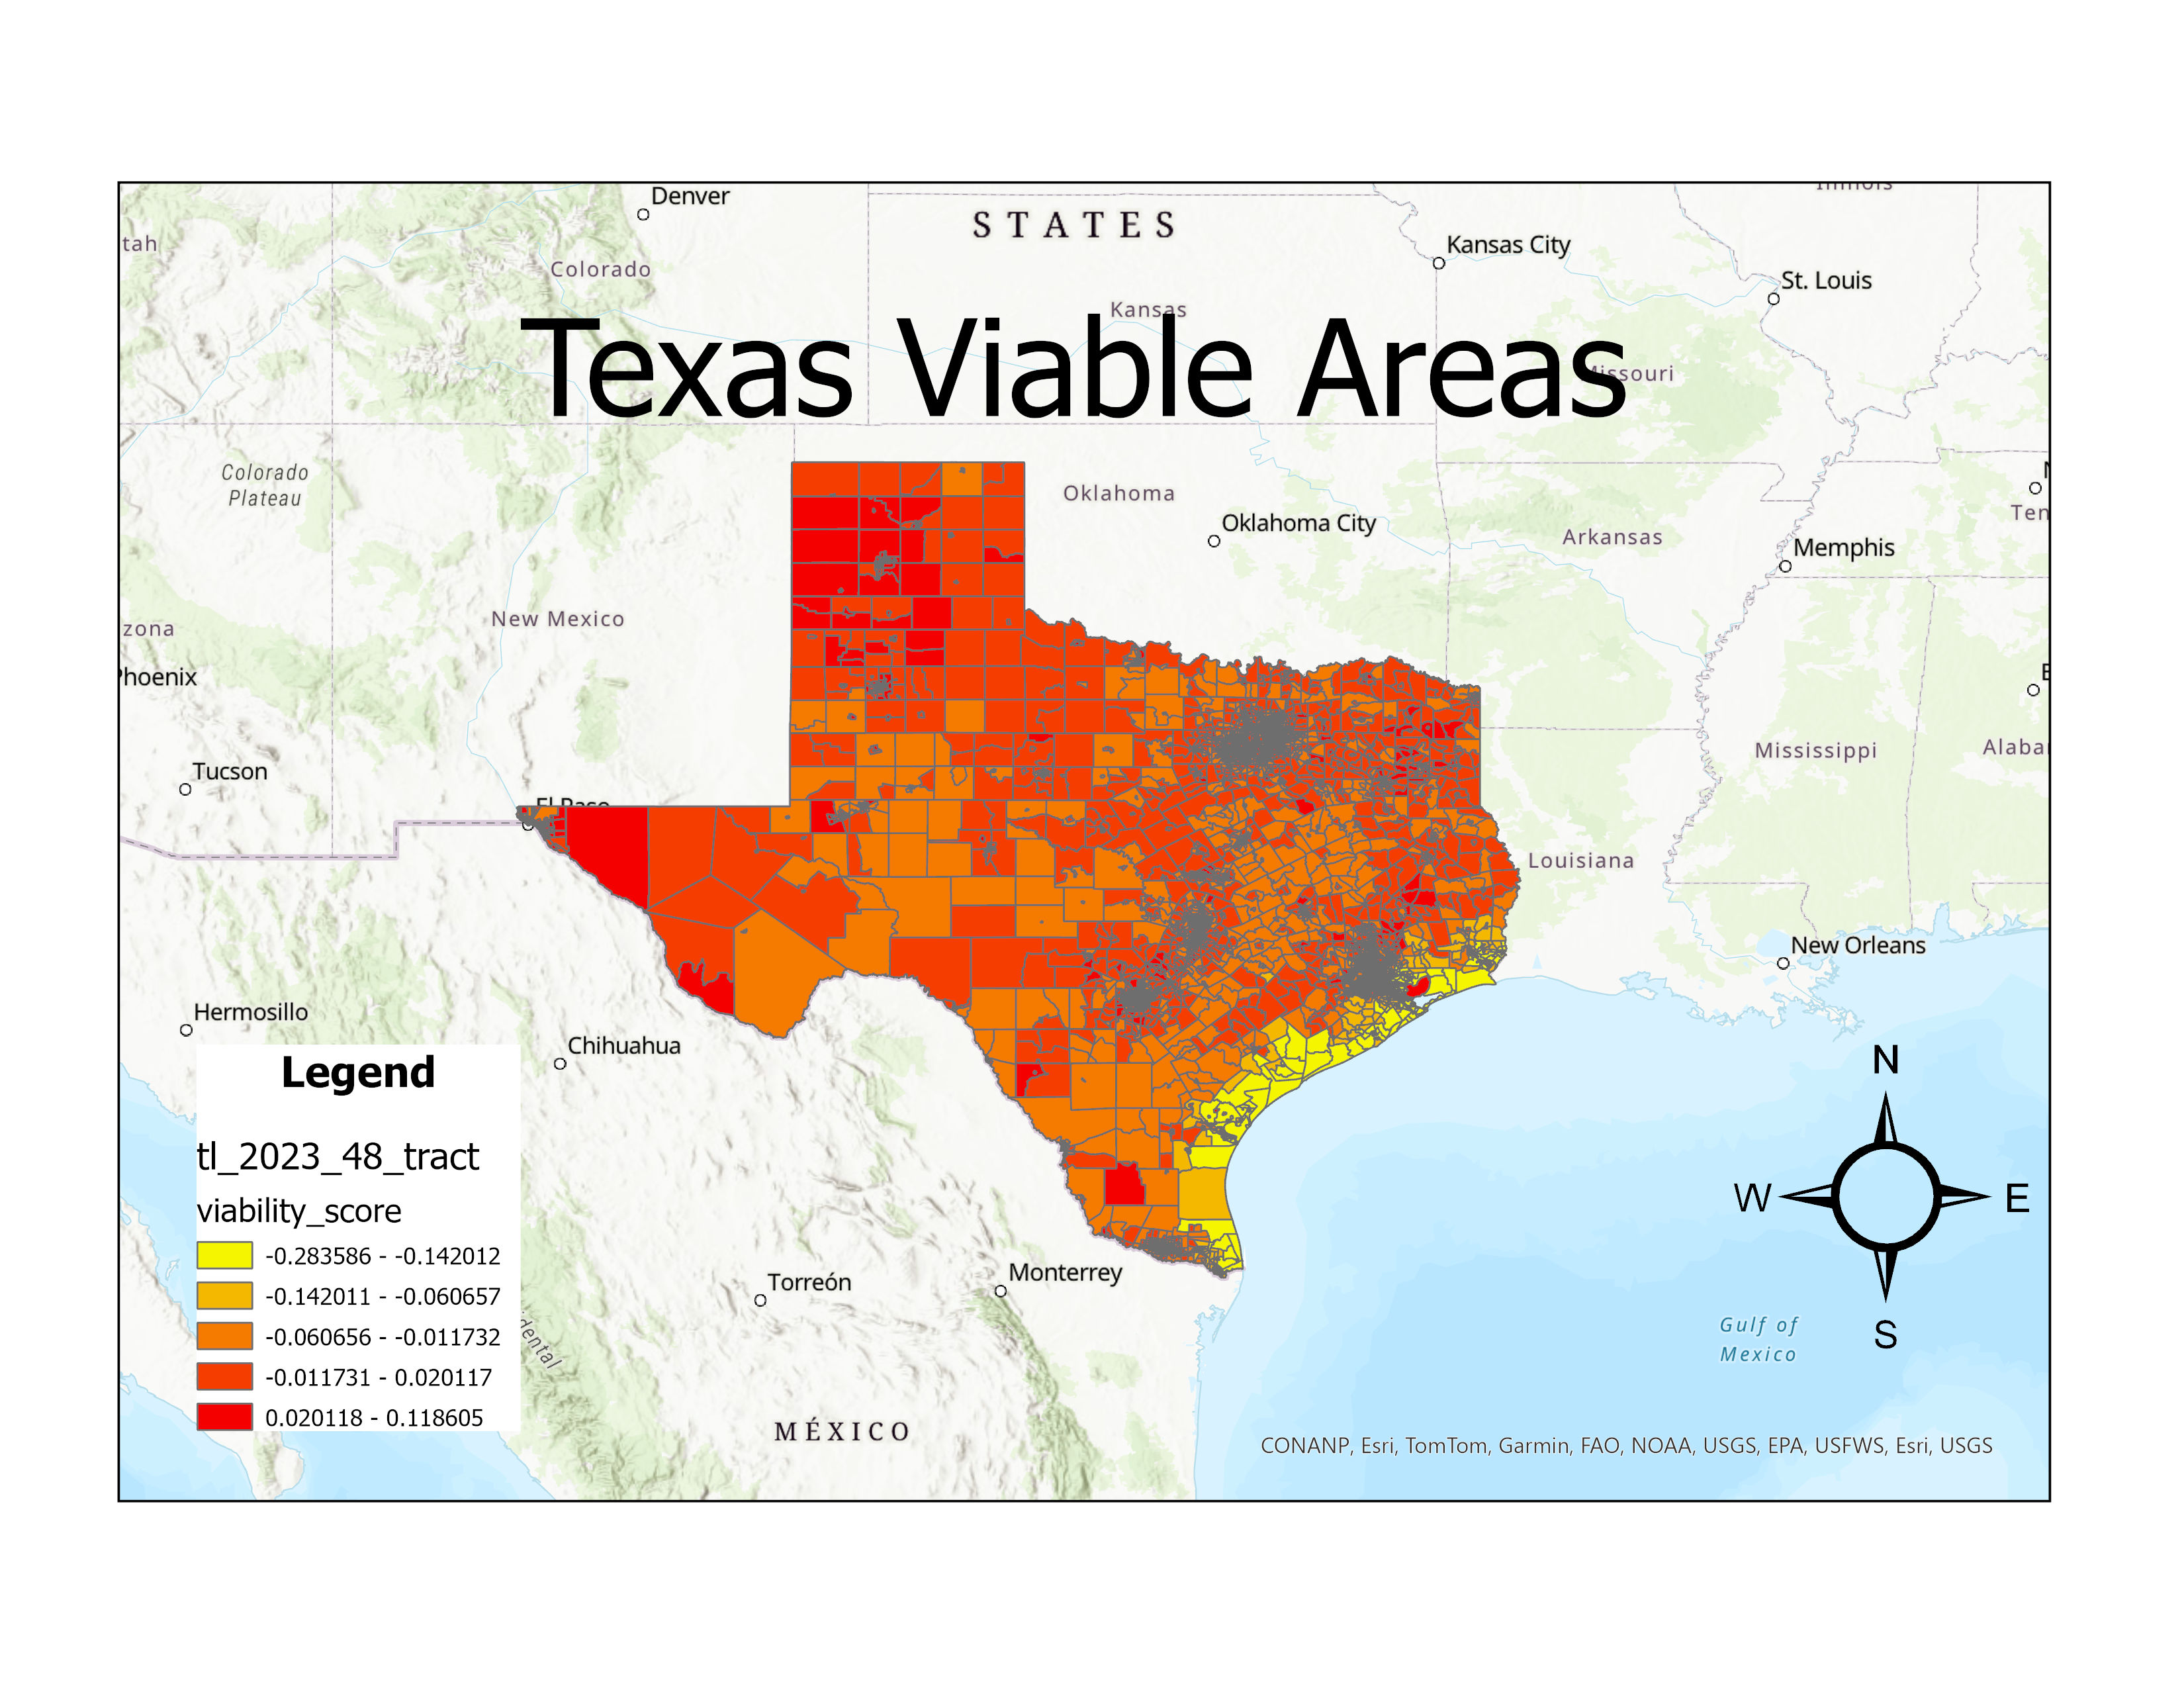 Denver
Illinois
STATES
tah
Kansas City
Colorado
St. Louis
Kansas
Texas Viable Areas
Missouri
Colorado
Plateau
Oklahoma
Ten
Oklahoma City
Arkansas
Memphis
New Mexico
zona
Phoenix
Mississippi
Alabar
Tucson
El Paso
Louisiana
New Orleans
Hermosillo
Chihuahua
Legend
N
tl_2023_48_tract
W
E
viability_score
-0.283586 - -0.142012
Torreón
Monterrey
-0.142011 - -0.060657
-0.060656 - -0.011732
Gulf of
Mexico
S
dental
-0.011731 - 0.020117
0.020118 - 0.118605
MÉXICO
CONANP, Esri, TomTom, Garmin, FAO, NOAA, USGS, EPA, USFWS, Esri, USGS